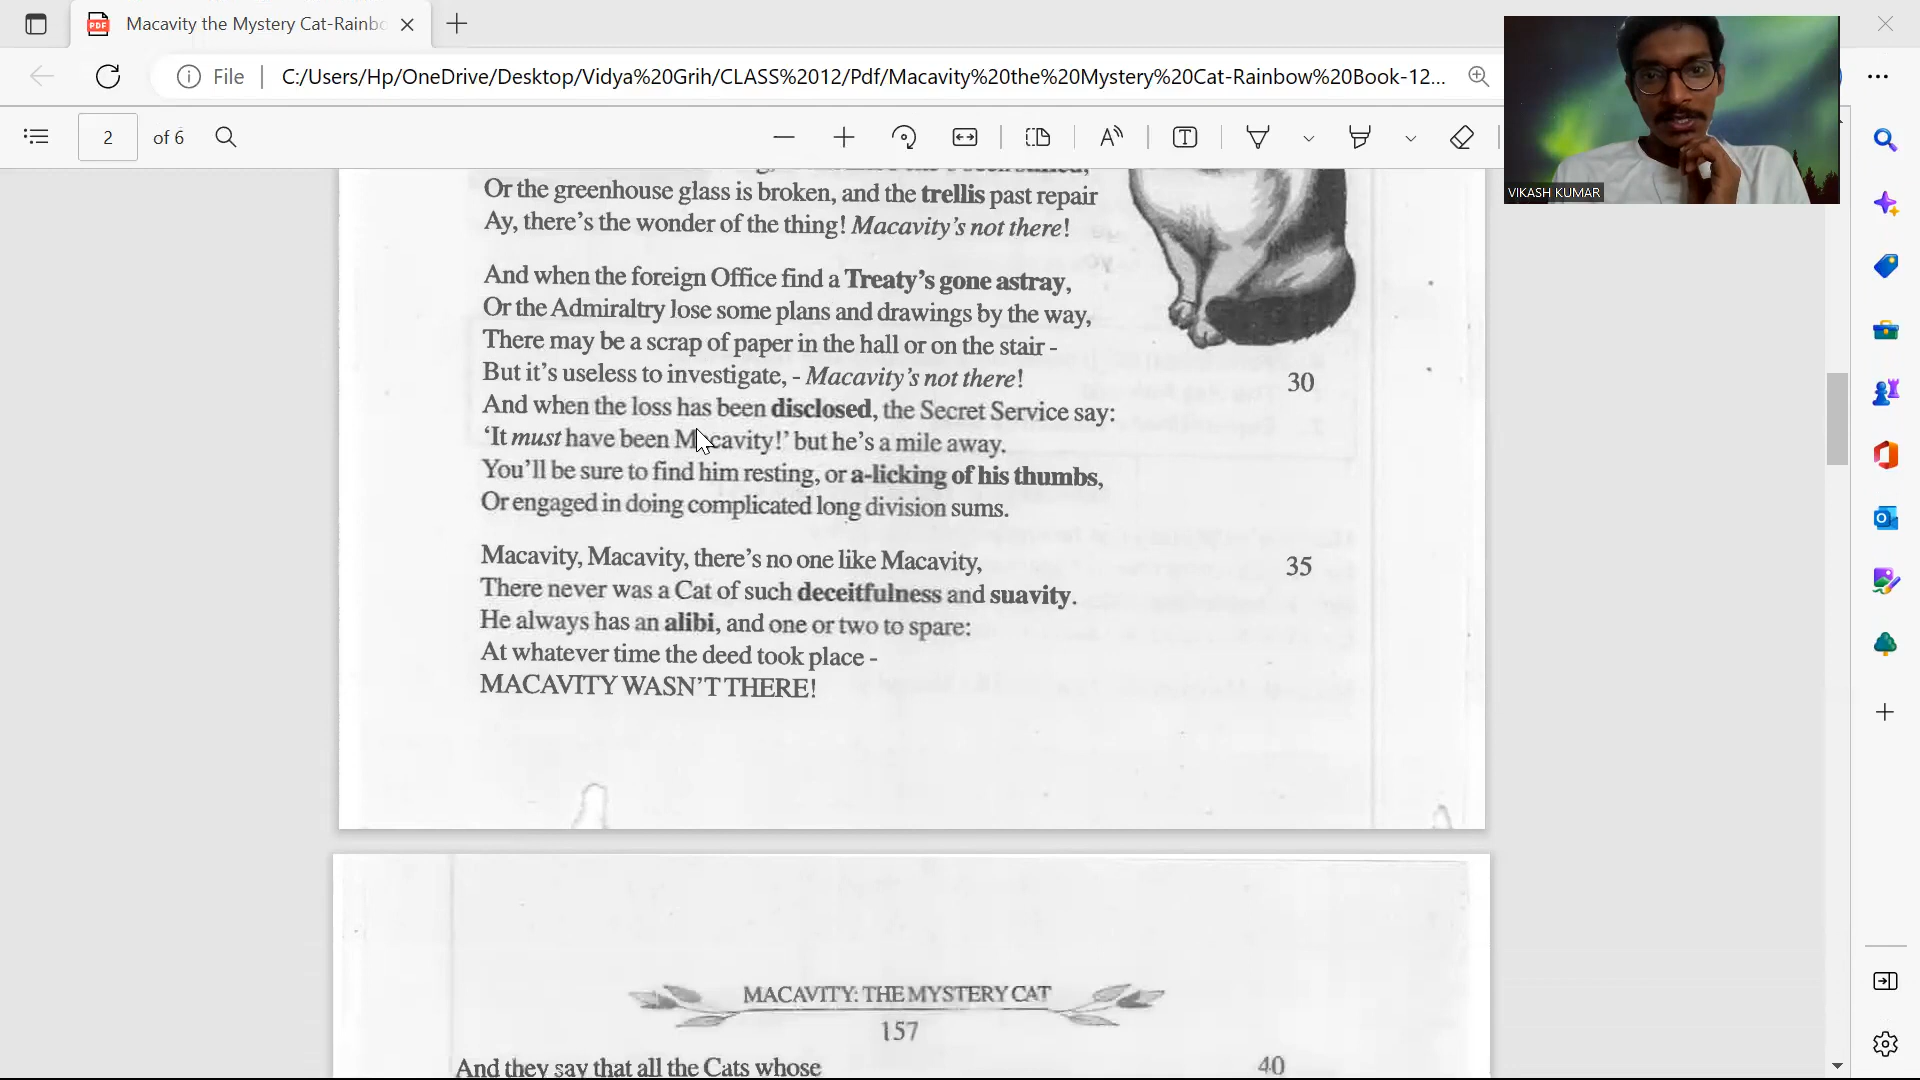 Macavity the Mystery Cat-Rainbo
File
C:/Users/Hp/OneDrive/Desktop/Vidya%20Grih/CLASS%2012/Pdf/Macavity%20the%20Mystery%20Cat-Rainbow%20Book-12...
2 of 6
VIKASH KUMAR
Or the greenhouse glass is broken, and the trellis past repair
Ay, there's the wonder of the thing! Macavity's not there!
And when the foreign Office find a Treaty's gone astray,
Or the Admiraltry lose some plans and drawings by the way,
There may be a scrap of paper in the hall or on the stair -
But it's useless to investigate, - Macavity's not there! 30
And when the loss has been disclosed, the Secret Service say:
'It must have been Macavity!' but he's a mile away.
You'll be sure to find him resting, or a-licking of his thumbs,
Or engaged in doing complicated long division sums.
Macavity, Macavity, there's no one like Macavity, 35
There never was a Cat of such deceitfulness and suavity.
He always has an alibi, and one or two to spare:
At whatever time the deed took place -
MACAVITY WASN'T THERE!
MACAVITY: THE MYSTERY CAT
157
And they say that all the Cats whose 40